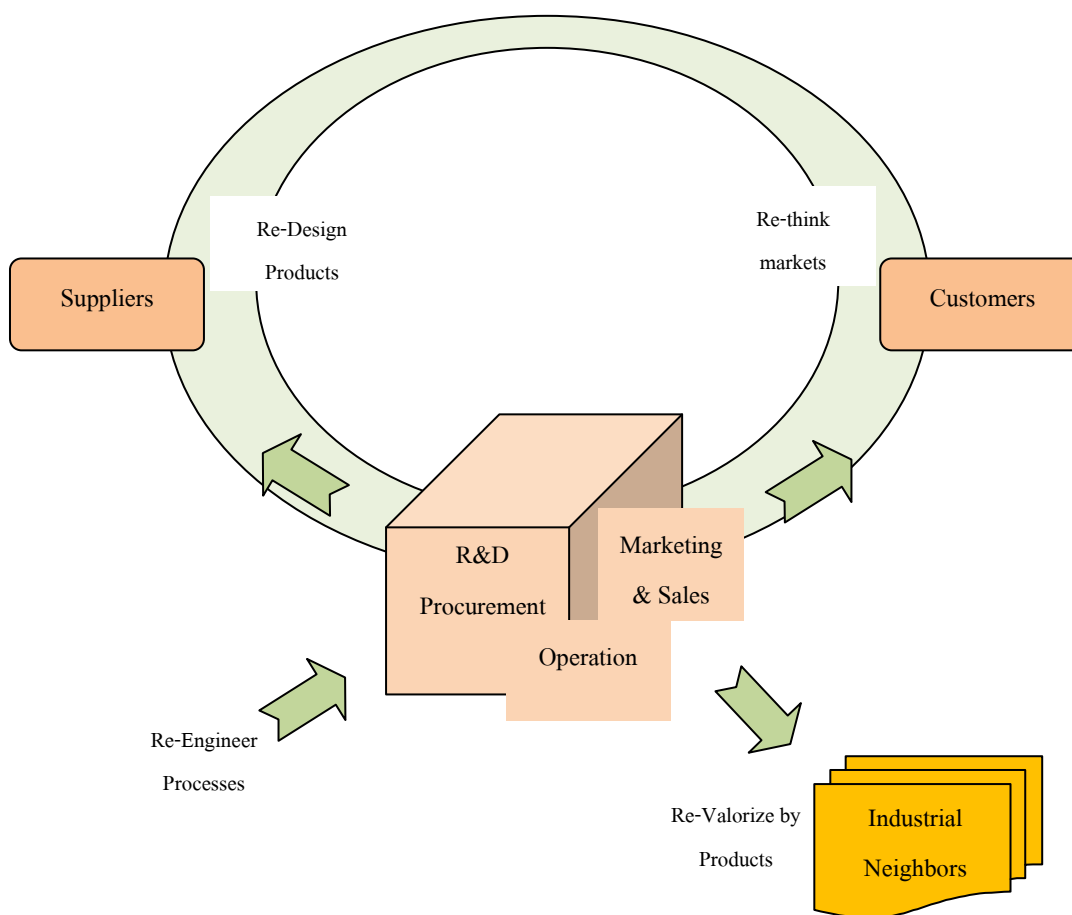 Re-Design
Products
Re-think
markets
Suppliers
Customers
R&D
Procurement
Marketing
& Sales
Operation
Re-Engineer
Processes
Re-Valorize by
Products
Industrial
Neighbors